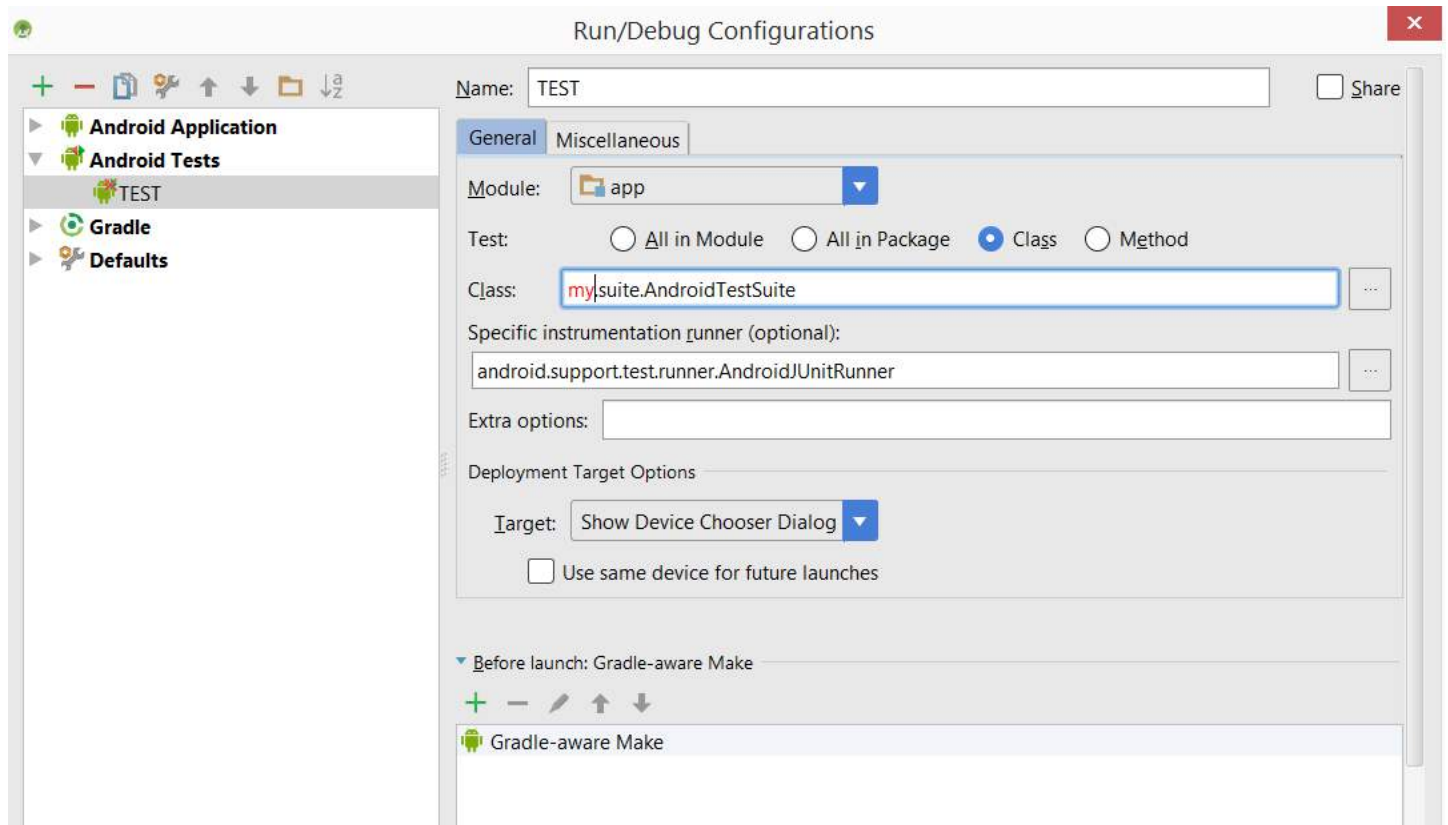 Run/Debug Configurations
Name: TEST Share
Android Application
Android Tests
TEST
Gradle
Defaults
General Miscellaneous
Module: app
Test: All in Module All in Package Class Method
Class: my.suite.AndroidTestSuite ...
Specific instrumentation runner (optional):
android.support.test.runner.AndroidJUnitRunner ...
Extra options:
Deployment Target Options
Target: Show Device Chooser Dialog
Use same device for future launches
Before launch: Gradle-aware Make
Gradle-aware Make